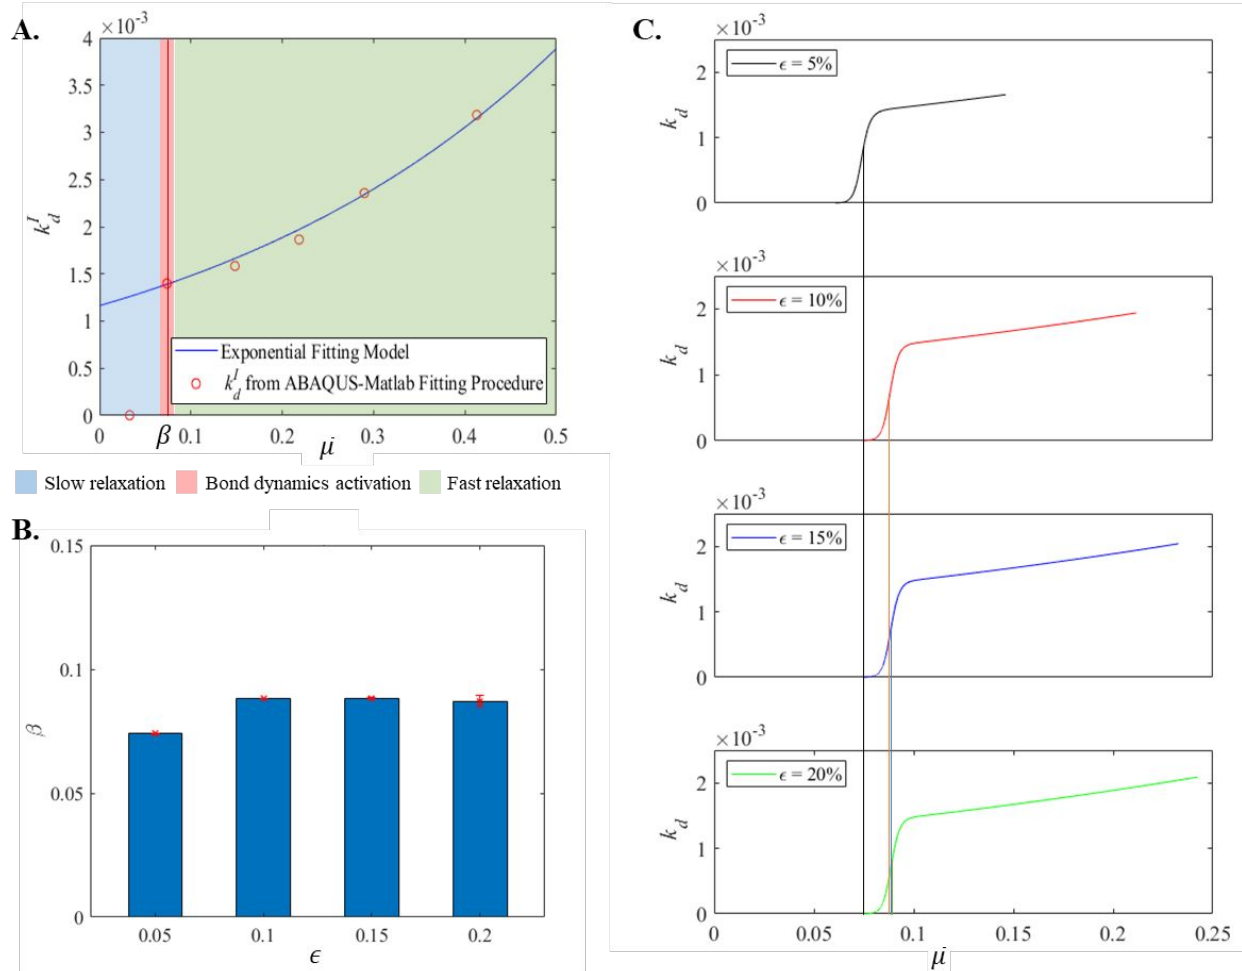 A.
×10⁻³
4
3.5
3
2.5
2
1.5
1
0.5
0
k_d^I
Exponential Fitting Model
k_d^I from ABAQUS-Matlab Fitting Procedure
0 β 0.1 0.2 0.3 0.4 0.5
μ̇
Slow relaxation Bond dynamics activation Fast relaxation
B.
0.15
0.1
0.05
0
β
0.05 0.1 0.15 0.2
ϵ
C.
×10⁻³
2
1
0
k_d
ϵ = 5%
×10⁻³
2
1
0
k_d
ϵ = 10%
×10⁻³
2
1
0
k_d
ϵ = 15%
×10⁻³
2
1
0
k_d
ϵ = 20%
0 0.05 0.1 0.15 0.2 0.25
μ̇